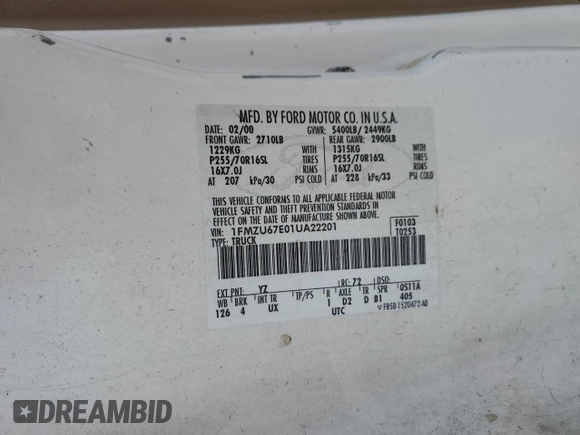 MFD. BY FORD MOTOR CO. IN U.S.A.
DATE: 02/00 GVWR: 5400LB/ 2449KG
FRONT GAWR: 2710LB REAR GAWR: 2900LB
1229KG WITH 1315KG WITH
P255/70R16SL TIRES P255/70R16SL TIRES
16X7.0J RIMS 16X7.0J RIMS
AT 207 kPa/30 PSI COLD AT 228 kPa/33 PSI COLD
THIS VEHICLE CONFORMS TO ALL APPLICABLE FEDERAL MOTOR
VEHICLE SAFETY AND THEFT PREVENTION STANDARDS IN
EFFECT ON THE DATE OF MANUFACTURE SHOWN ABOVE.
VIN: 1FMZU67E01UA22201 F0103
TYPE: TRUCK T0253
EXT PNT: YZ RC: 72 DSO:
WB BRK INT TR TP/PS R AXLE TR SPR 0S11A
126 4 UX 1 D2 D B1 405
UTC
DREAMBID